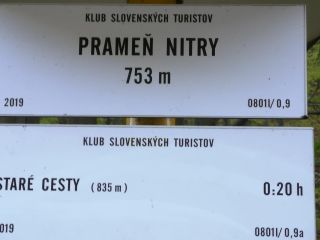 KLUB SLOVENSKÝCH TURISTOV
PRAMEŇ NITRY
753 m
2019 0801I/0,9
KLUB SLOVENSKÝCH TURISTOV
STARÉ CESTY (835 m) 0:20 h
2019 0801I/0,9a